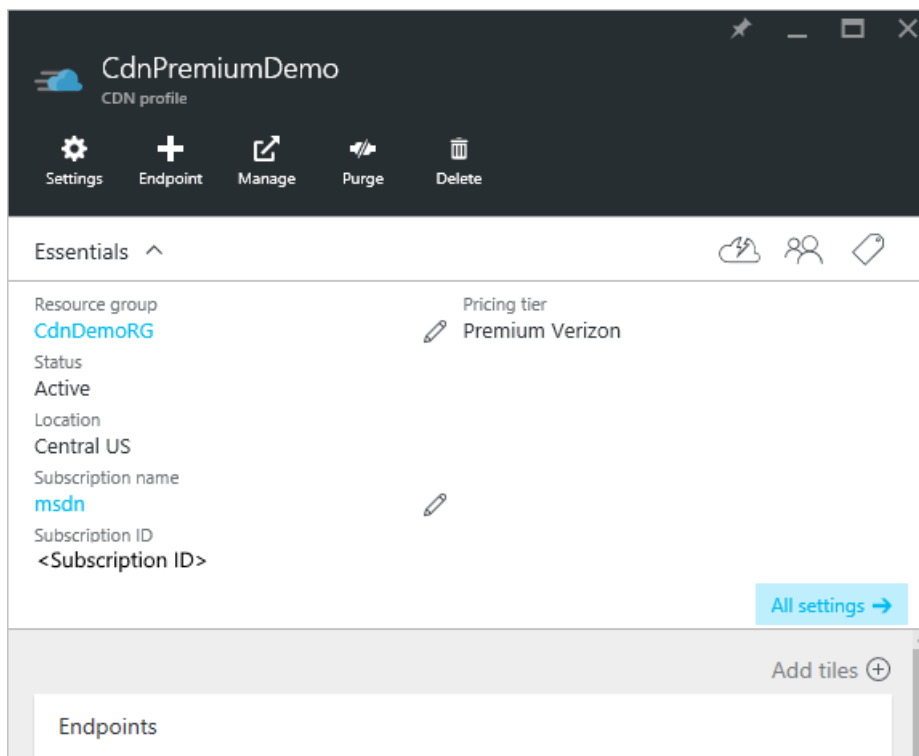 CdnPremiumDemo
CDN profile
Settings Endpoint Manage Purge Delete
Essentials
Resource group
CdnDemoRG
Pricing tier
Premium Verizon
Status
Active
Location
Central US
Subscription name
msdn
Subscription ID
<Subscription ID>
All settings
Add tiles
Endpoints